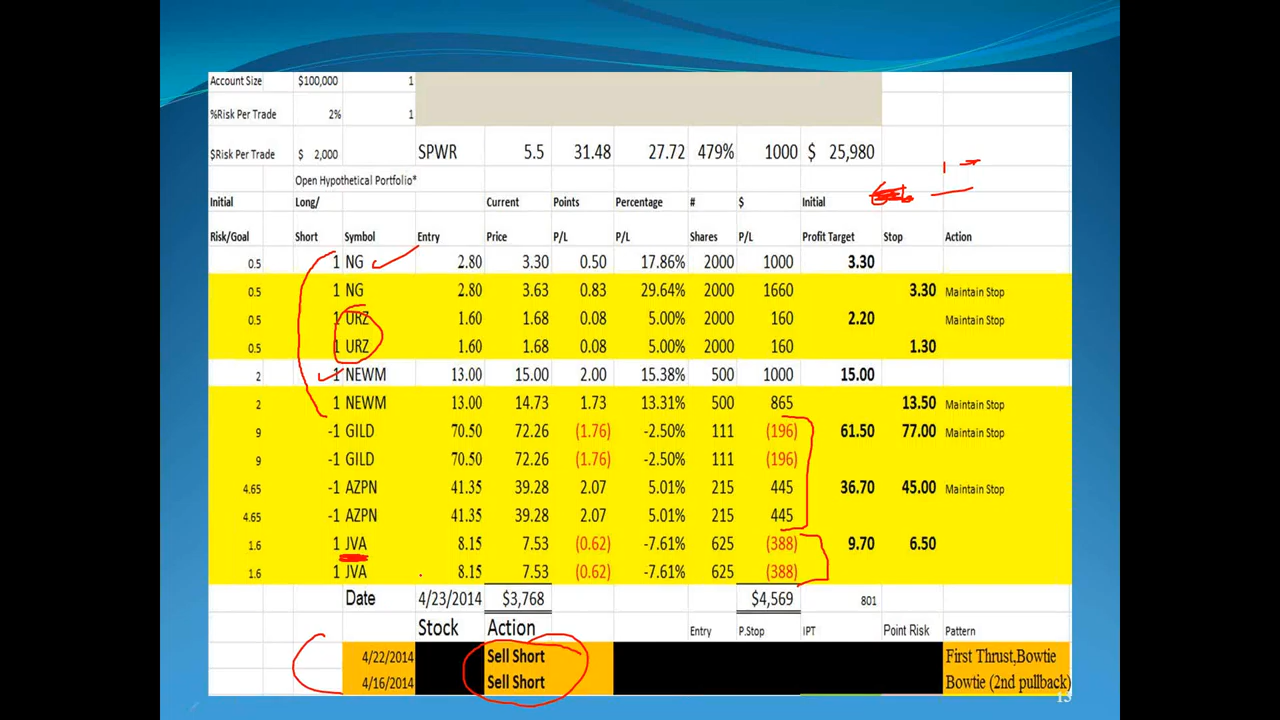 Account Size $100,000 1
%Risk Per Trade 2% 1
$Risk Per Trade $ 2,000 SPWR 5.5 31.48 27.72 479% 1000 $ 25,980
Open Hypothetical Portfolio*
Initial Long/ Current Points Percentage # $ Initial
Risk/Goal Short Symbol Entry Price P/L P/L Shares P/L Profit Target Stop Action
0.5 1 NG 2.80 3.30 0.50 17.86% 2000 1000 3.30
0.5 1 NG 2.80 3.63 0.83 29.64% 2000 1660 3.30 Maintain Stop
0.5 1 URZ 1.60 1.68 0.08 5.00% 2000 160 2.20 Maintain Stop
0.5 1 URZ 1.60 1.68 0.08 5.00% 2000 160 1.30
2 1 NEWM 13.00 15.00 2.00 15.38% 500 1000 15.00
2 1 NEWM 13.00 14.73 1.73 13.31% 500 865 13.50 Maintain Stop
9 -1 GILD 70.50 72.26 (1.76) -2.50% 111 (196) 61.50 77.00 Maintain Stop
9 -1 GILD 70.50 72.26 (1.76) -2.50% 111 (196)
4.65 -1 AZPN 41.35 39.28 2.07 5.01% 215 445 36.70 45.00 Maintain Stop
4.65 -1 AZPN 41.35 39.28 2.07 5.01% 215 445
1.6 1 JVA 8.15 7.53 (0.62) -7.61% 625 (388) 9.70 6.50
1.6 1 JVA 8.15 7.53 (0.62) -7.61% 625 (388)
Date 4/23/2014 $3,768 $4,569 801
Stock Action Entry P.Stop IPT Point Risk Pattern
4/22/2014 Sell Short First Thrust,Bowtie
4/16/2014 Sell Short Bowtie (2nd pullback)